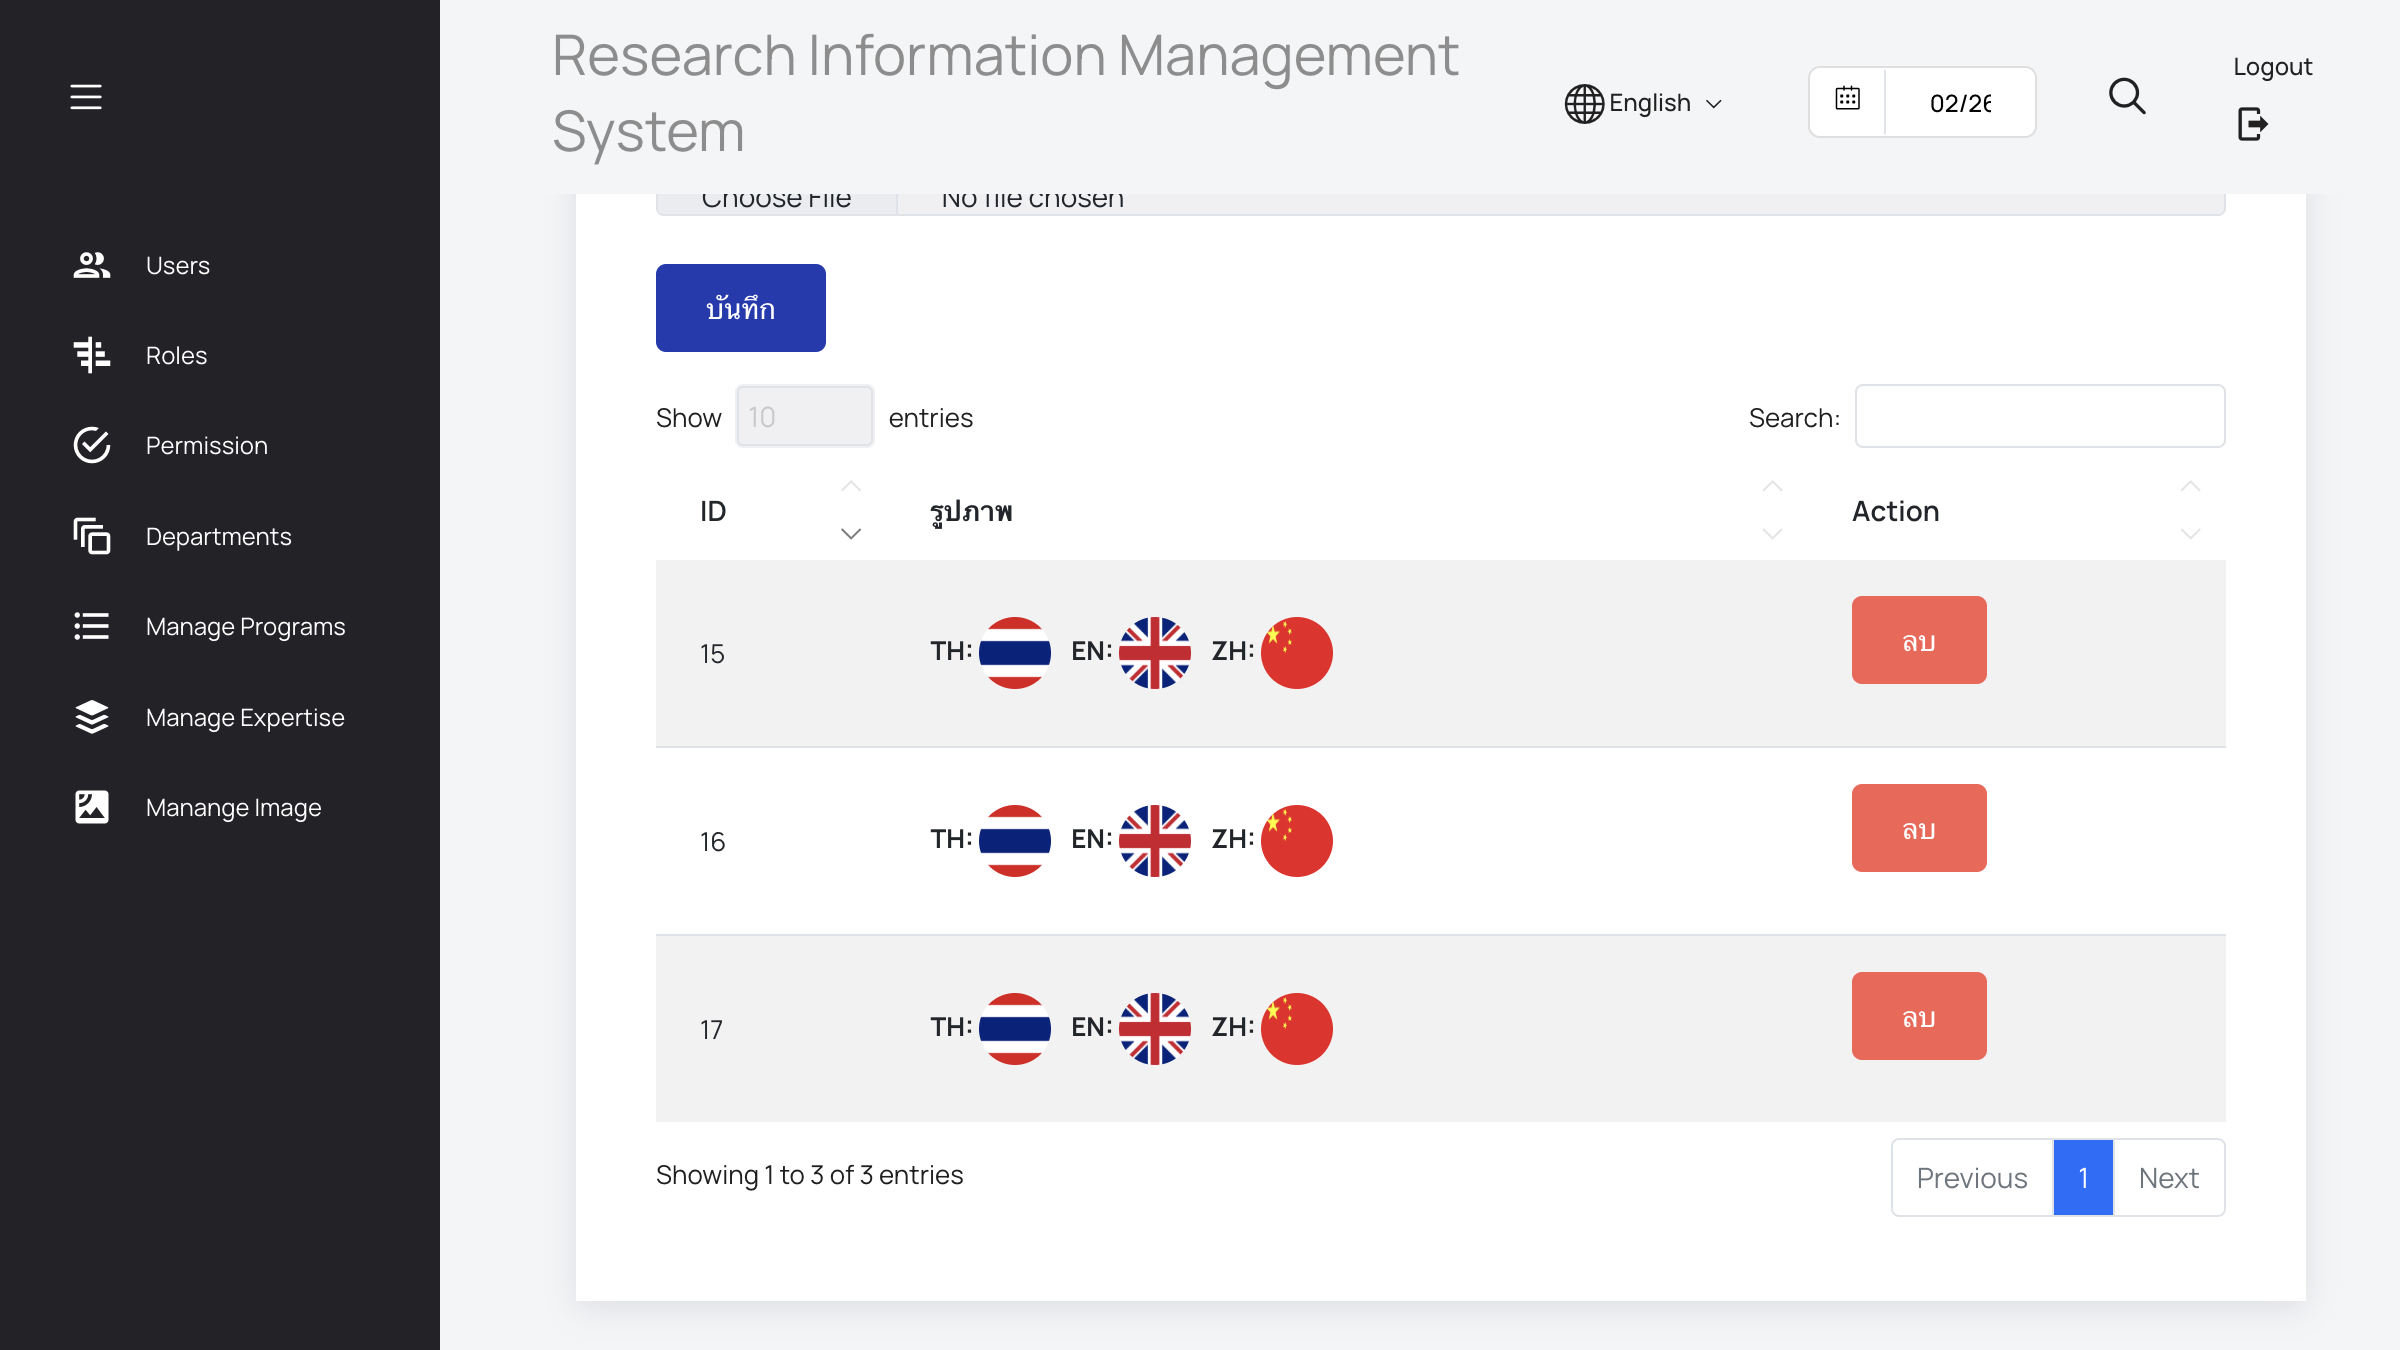 Research Information Management
System
English
02/26
Logout
Users
Roles
Permission
Departments
Manage Programs
Manage Expertise
Manange Image
Choose File No file chosen
บันทึก
Show 10 entries
Search:
ID รูปภาพ Action
15 TH: EN: ZH: ลบ
16 TH: EN: ZH: ลบ
17 TH: EN: ZH: ลบ
Showing 1 to 3 of 3 entries
Previous 1 Next